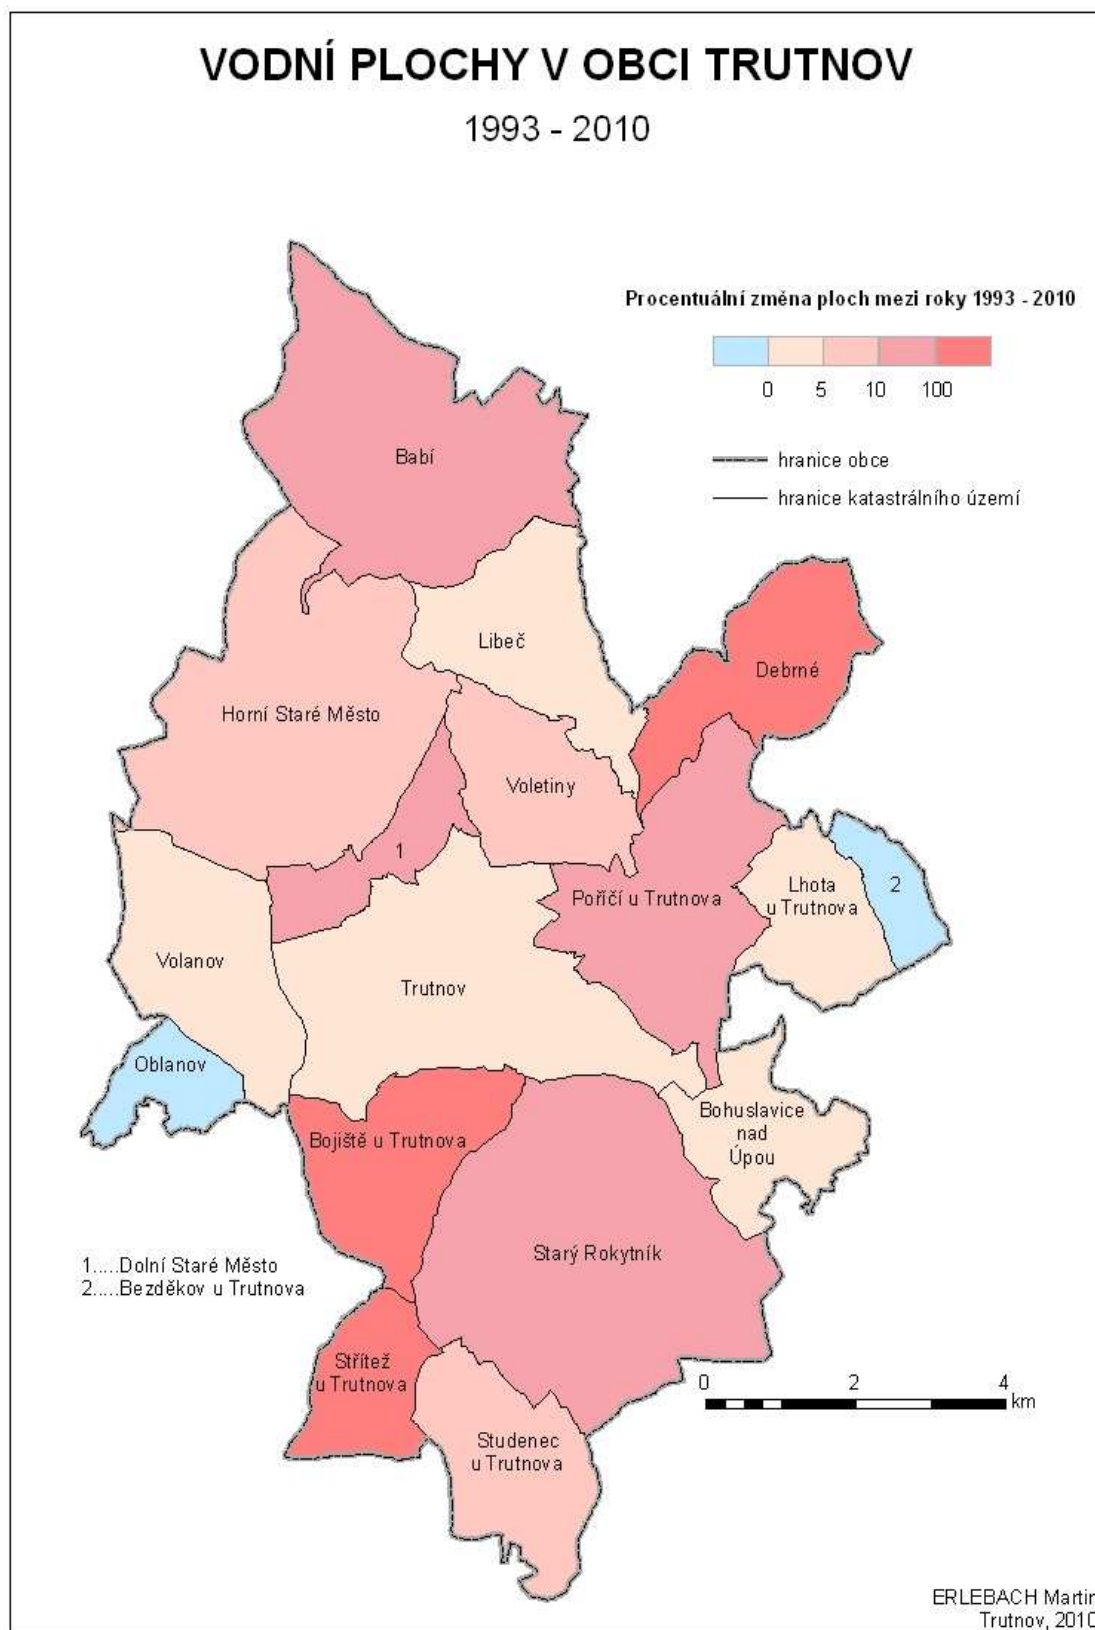 VODNÍ PLOCHY V OBCI TRUTNOV
1993 - 2010
Procentuální změna ploch mezi roky 1993 - 2010
0 5 10 100
hranice obce
hranice katastrálního území
Babí
Libeč
Debrné
Horní Staré Město
Voletiny
1
Poříčí u Trutnova
Lhota
u Trutnova
2
Volanov
Trutnov
Oblanov
Bojiště u Trutnova
Bohuslavice
nad
Úpou
Starý Rokytník
1.....Dolní Staré Město
2.....Bezděkov u Trutnova
Střítež
u Trutnova
0 2 4
km
Studenec
u Trutnova
ERLEBACH Martin
Trutnov, 2010